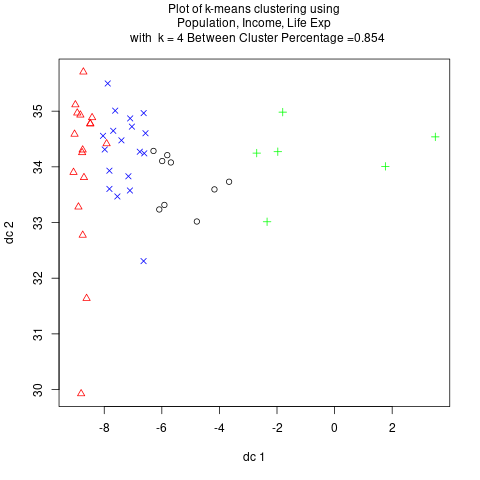 Plot of k-means clustering using
Population, Income, Life Exp
with k = 4 Between Cluster Percentage =0.854
35
34
33
32
31
30
dc 2
-8
-6
-4
-2
0
2
dc 1